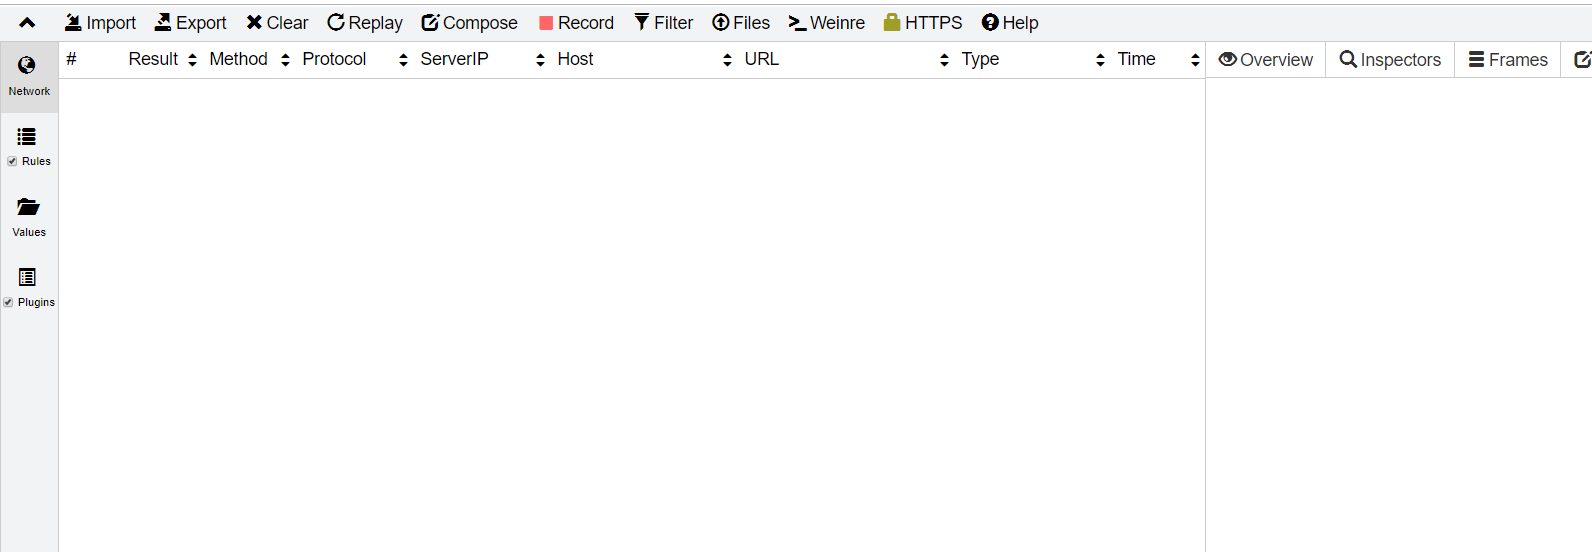 Import Export Clear Replay Compose Record Filter Files Weinre HTTPS Help
# Result Method Protocol ServerIP Host URL Type Time Overview Inspectors Frames
Network
Rules
Values
Plugins